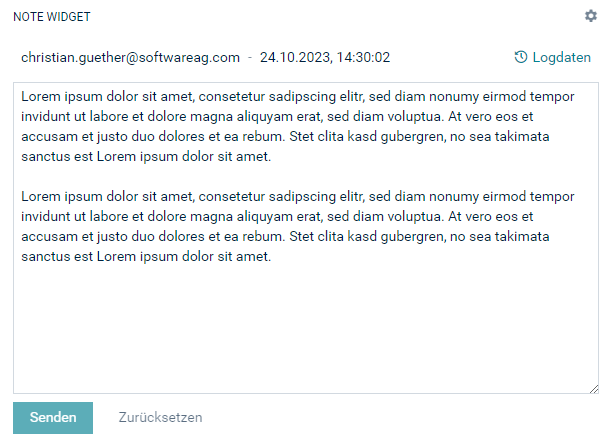 NOTE WIDGET
christian.guether@softwareag.com - 24.10.2023, 14:30:02 Logdaten
Lorem ipsum dolor sit amet, consetetur sadipscing elitr, sed diam nonumy eirmod tempor
invidunt ut labore et dolore magna aliquyam erat, sed diam voluptua. At vero eos et
accusam et justo duo dolores et ea rebum. Stet clita kasd gubergren, no sea takimata
sanctus est Lorem ipsum dolor sit amet.
Lorem ipsum dolor sit amet, consetetur sadipscing elitr, sed diam nonumy eirmod tempor
invidunt ut labore et dolore magna aliquyam erat, sed diam voluptua. At vero eos et
accusam et justo duo dolores et ea rebum. Stet clita kasd gubergren, no sea takimata
sanctus est Lorem ipsum dolor sit amet.
Senden Zurücksetzen